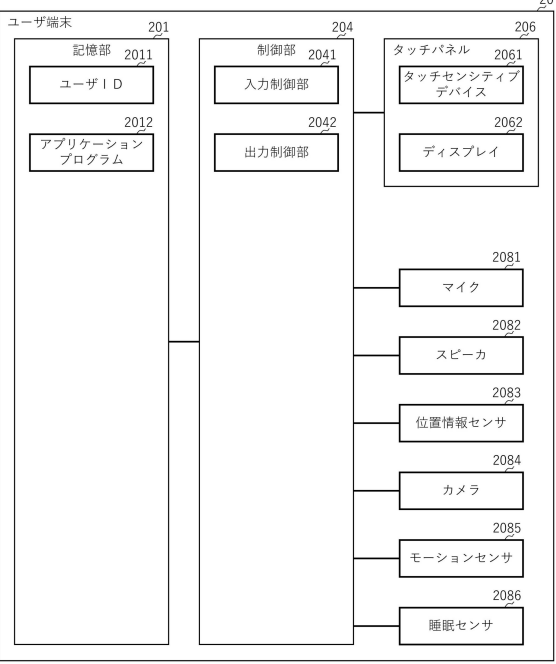 20
ユーザ端末
201
記憶部
2011
ユーザID
2012
アプリケーション
プログラム
204
制御部
2041
入力制御部
2042
出力制御部
206
タッチパネル
2061
タッチセンシティブ
デバイス
2062
ディスプレイ
2081
マイク
2082
スピーカ
2083
位置情報センサ
2084
カメラ
2085
モーションセンサ
2086
睡眠センサ